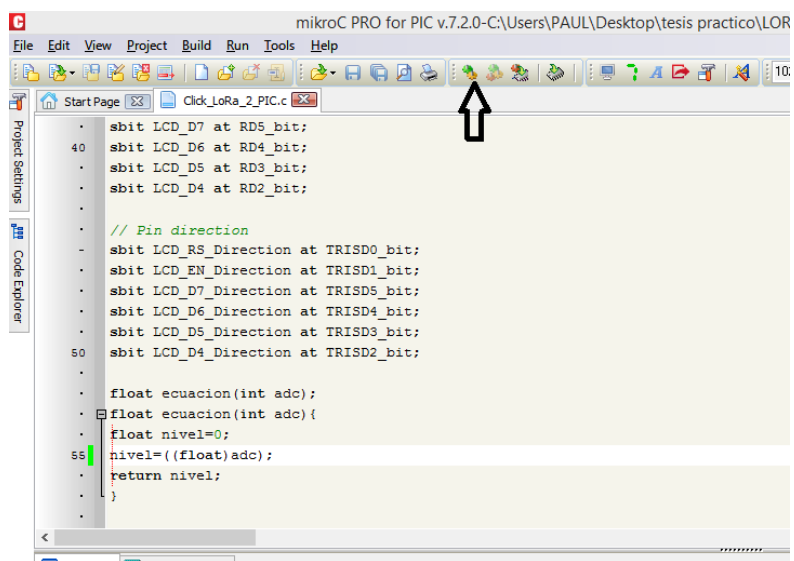 mikroC PRO for PIC v.7.2.0-C:\Users\PAUL\Desktop\tesis practico\LOR
File Edit View Project Build Run Tools Help
102
Start Page Click_LoRa_2_PIC.c
Project Settings
Code Explorer
sbit LCD_D7 at RD5_bit;
40 sbit LCD_D6 at RD4_bit;
sbit LCD_D5 at RD3_bit;
sbit LCD_D4 at RD2_bit;
// Pin direction
sbit LCD_RS_Direction at TRISD0_bit;
sbit LCD_EN_Direction at TRISD1_bit;
sbit LCD_D7_Direction at TRISD5_bit;
sbit LCD_D6_Direction at TRISD4_bit;
sbit LCD_D5_Direction at TRISD3_bit;
50 sbit LCD_D4_Direction at TRISD2_bit;
float ecuacion(int adc);
float ecuacion(int adc){
float nivel=0;
55 nivel=((float)adc);
return nivel;
}